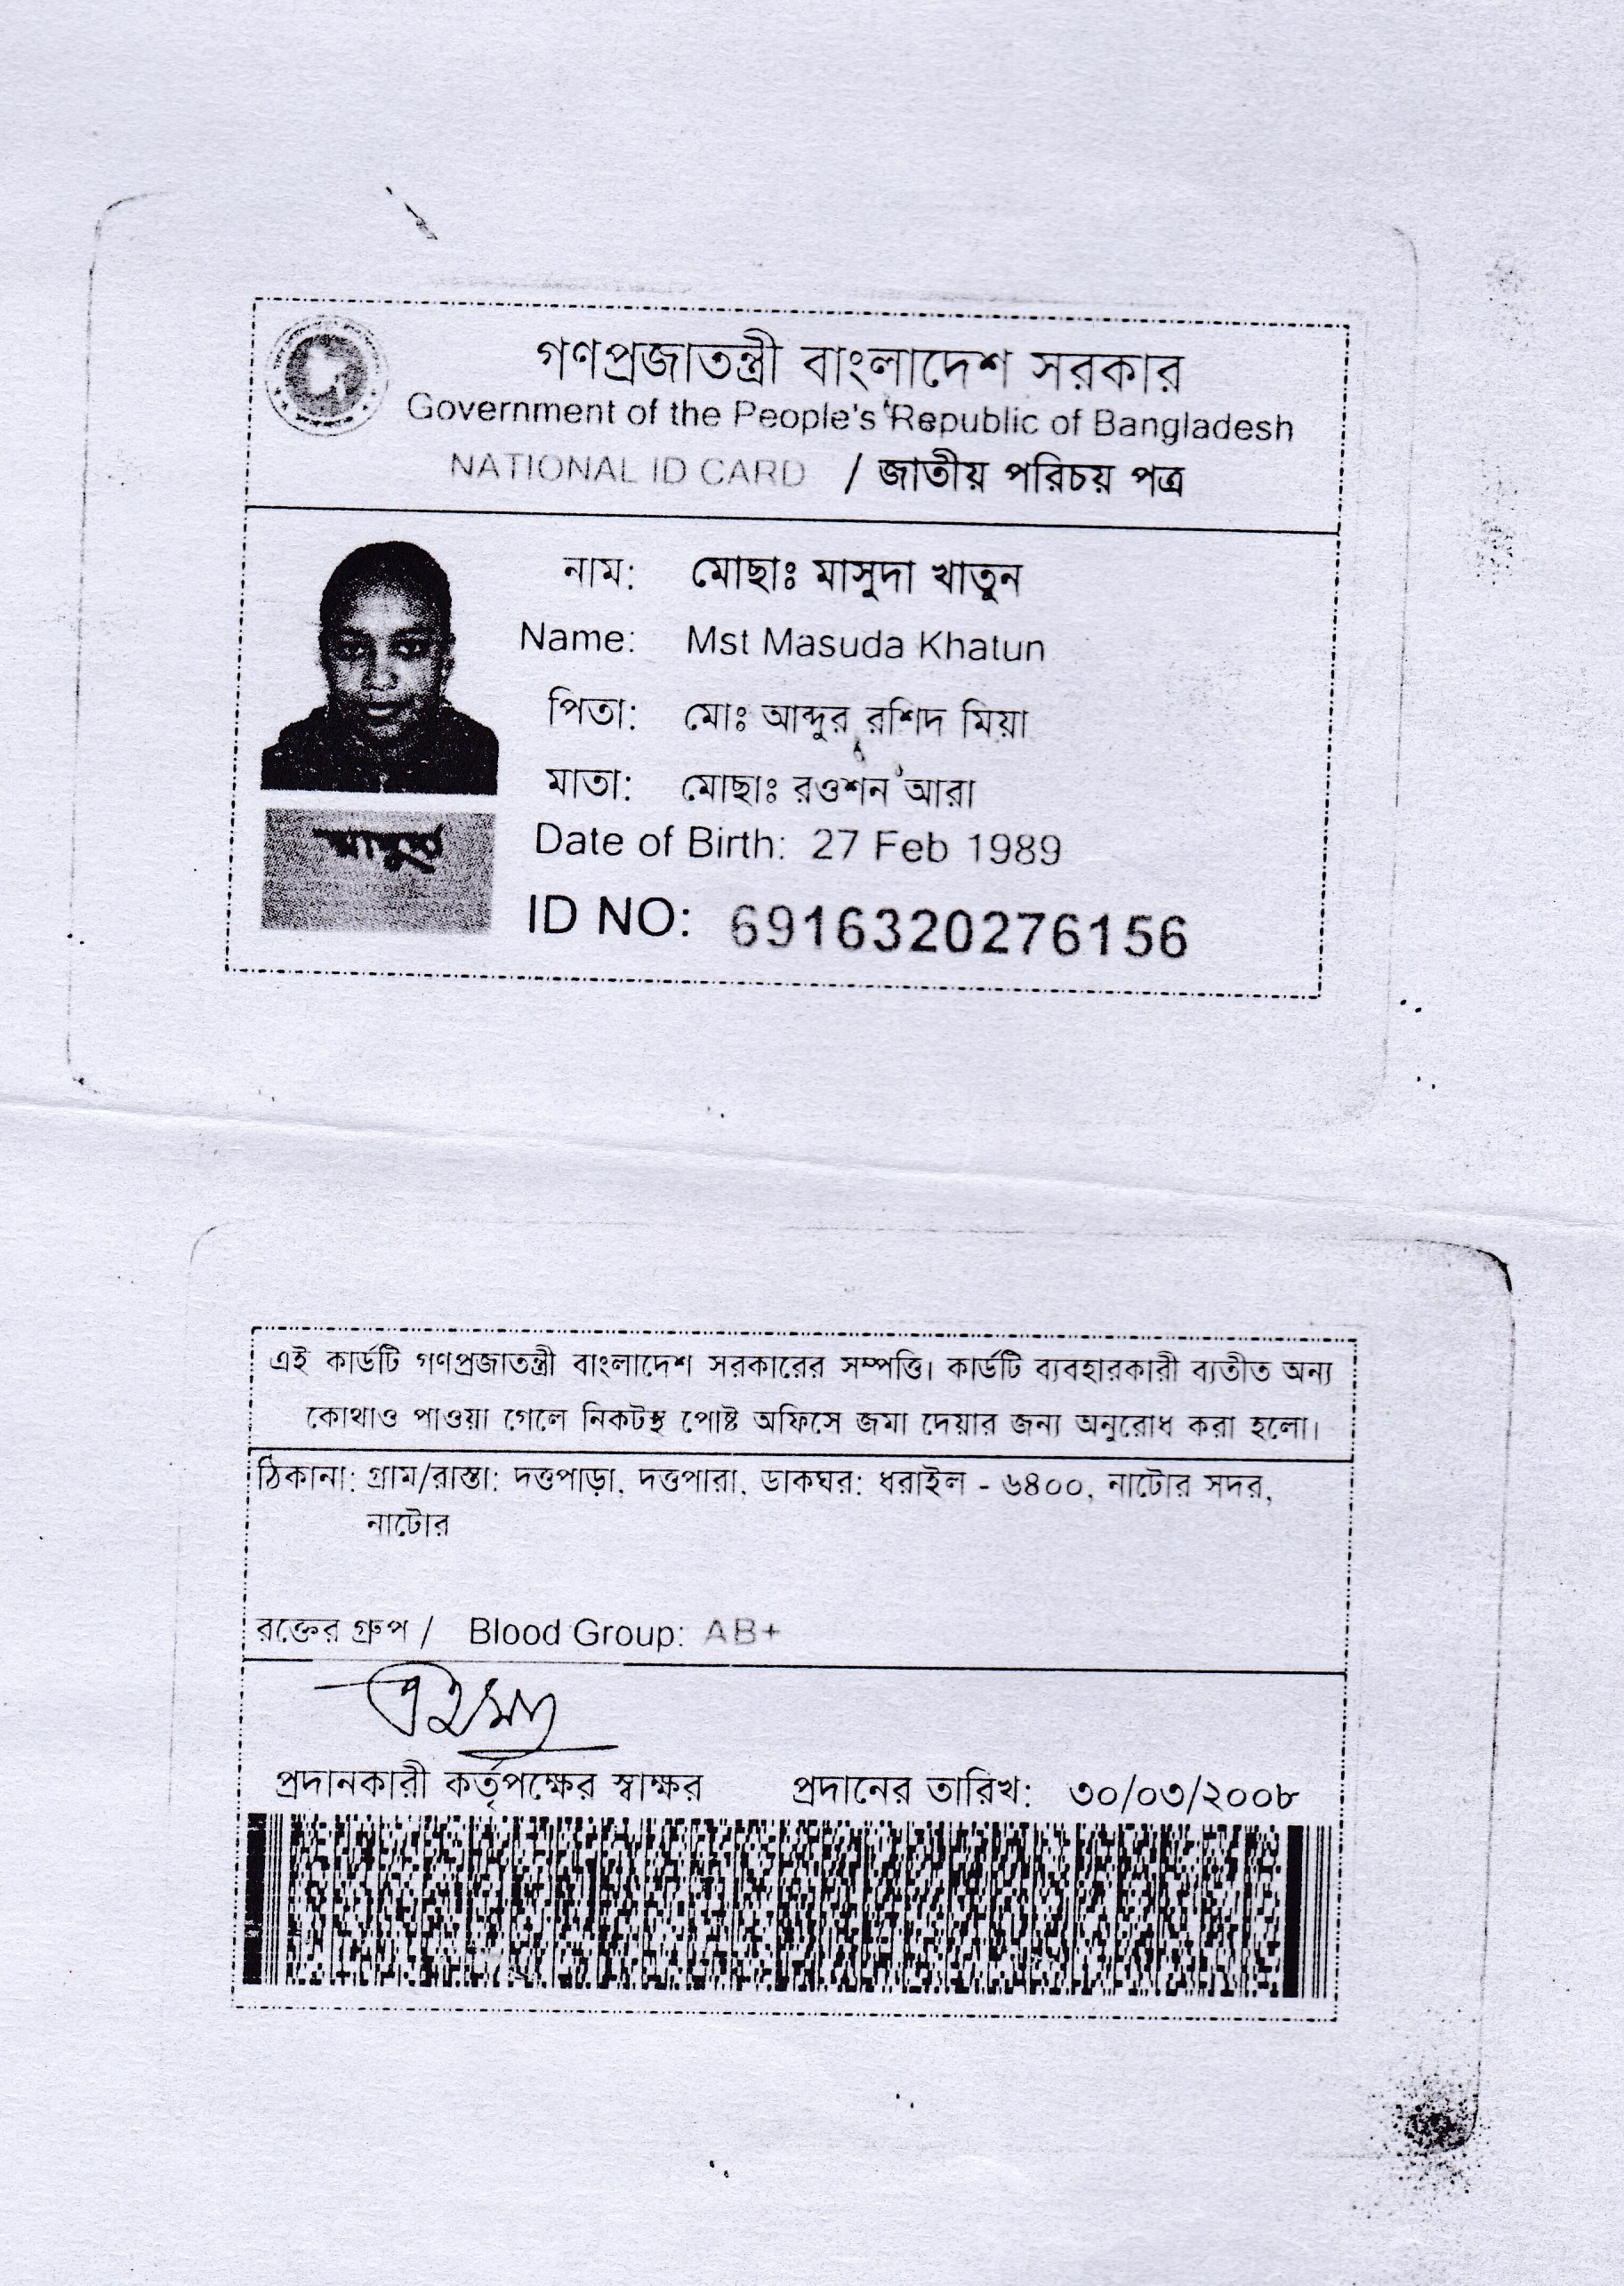 গণপ্রজাতন্ত্রী বাংলাদেশ সরকার
Government of the People's Republic of Bangladesh
NATIONAL ID CARD / জাতীয় পরিচয় পত্র
নাম: মোছাঃ মাসুদা খাতুন
Name: Mst Masuda Khatun
পিতা: মোঃ আব্দুর রশিদ মিয়া
মাতা: মোছাঃ রওশন আরা
Date of Birth: 27 Feb 1989
ID NO: 6916320276156
এই কার্ডটি গণপ্রজাতন্ত্রী বাংলাদেশ সরকারের সম্পত্তি। কার্ডটি ব্যবহারকারী ব্যতীত অন্য
কোথাও পাওয়া গেলে নিকটস্থ পোষ্ট অফিসে জমা দেয়ার জন্য অনুরোধ করা হলো।
ঠিকানা: গ্রাম/রাস্তা: দত্তপাড়া, দত্তপারা, ডাকঘর: ধরাইল - ৬৪০০, নাটোর সদর,
নাটোর
রক্তের গ্রুপ / Blood Group: AB+
প্রদানকারী কর্তৃপক্ষের স্বাক্ষর প্রদানের তারিখ: ৩০/০৩/২০০৮